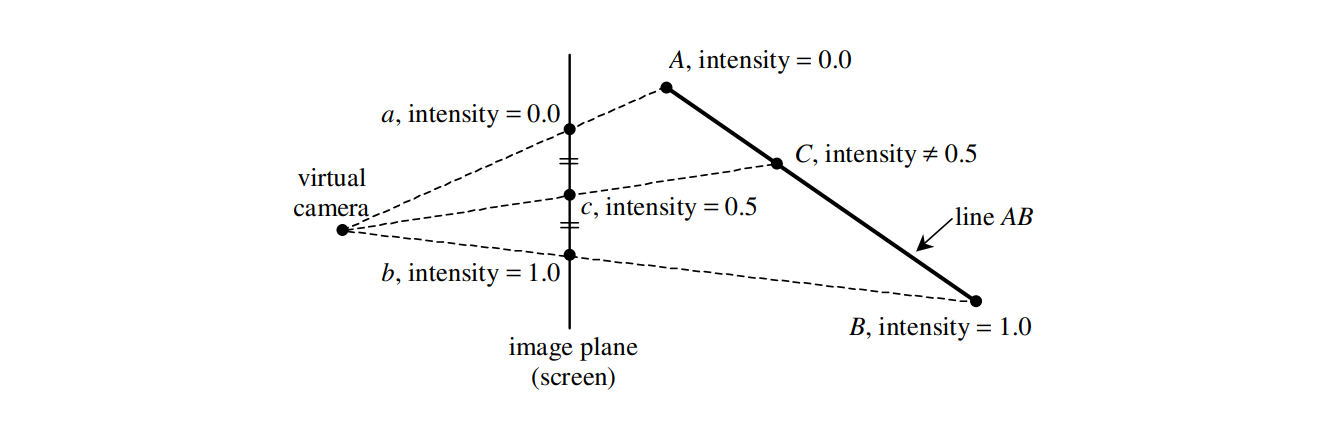 A, intensity = 0.0
a, intensity = 0.0
C, intensity ≠ 0.5
virtual
camera
c, intensity = 0.5
line AB
b, intensity = 1.0
B, intensity = 1.0
image plane
(screen)